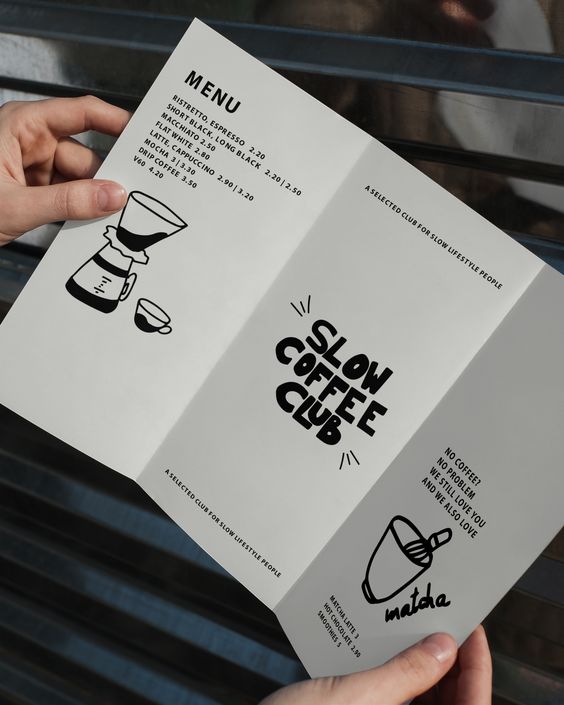 MENU
RISTRETTO, ESPRESSO 2.20
SHORT BLACK, LONG BLACK 2.20 | 2.50
MACCHIATO 2.50
FLAT WHITE 2.80
LATTE, CAPPUCCINO 2.90 | 3.20
MOCHA 3 | 3.30
DRIP COFFEE 3.50
V60 4.20
A SELECTED CLUB FOR SLOW LIFESTYLE PEOPLE
SLOW
COFFEE
CLUB
A SELECTED CLUB FOR SLOW LIFESTYLE PEOPLE
NO COFFEE?
NO PROBLEM
WE STILL LOVE YOU
AND WE ALSO LOVE
matcha
MATCHA LATTE 3
HOT CHOCOLATE 2.90
SMOOTHIES 5